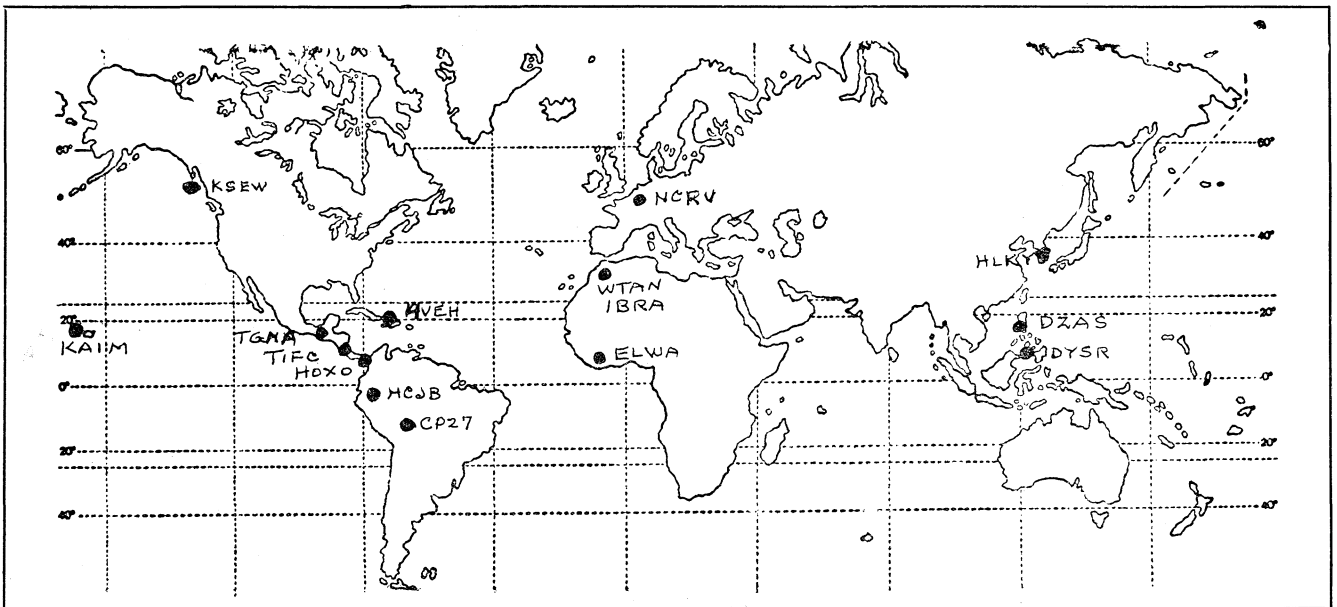 60°
60°
KSEW
NCRV
40°
40°
HLKY
WTAN
IBRA
4VEH
20°
20°
KAIM
TGNA
TIFC
HOXO
ELWA
DZAS
DYSR
0°
0°
HCJB
CP27
20°
20°
40°
40°